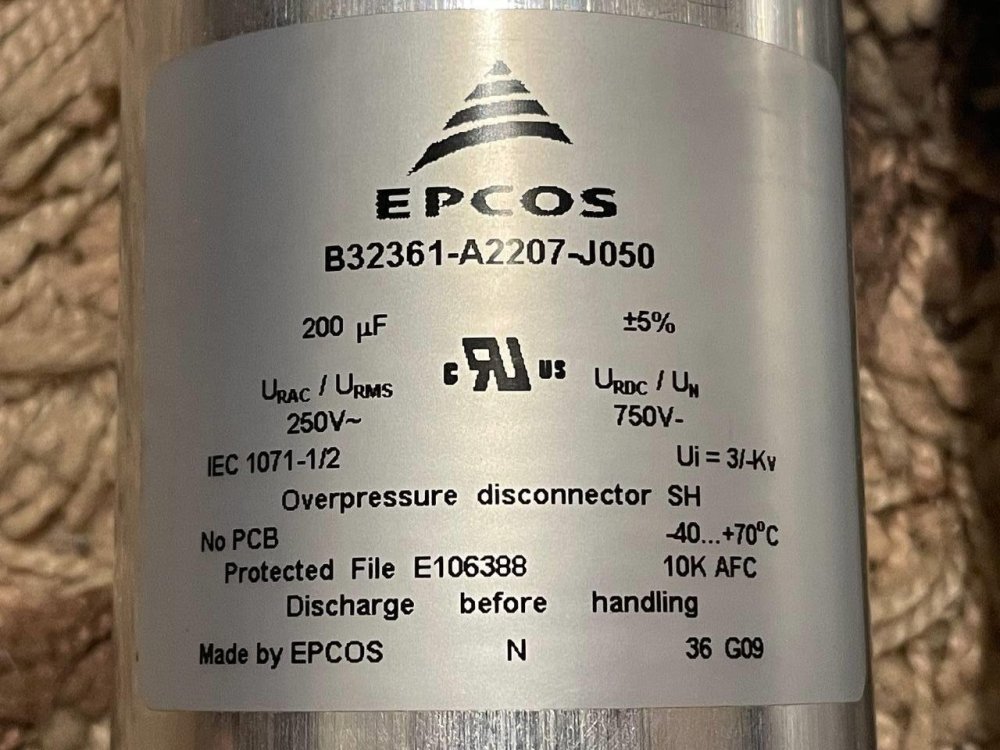 EPCOS
B32361-A2207-J050
200 µF ±5%
c RU US
URAC / URMS URDC / UN
250V~ 750V-
IEC 1071-1/2 Ui = 3/-Kv
Overpressure disconnector SH
No PCB -40...+70°C
Protected File E106388 10K AFC
Discharge before handling
Made by EPCOS N 36 G09